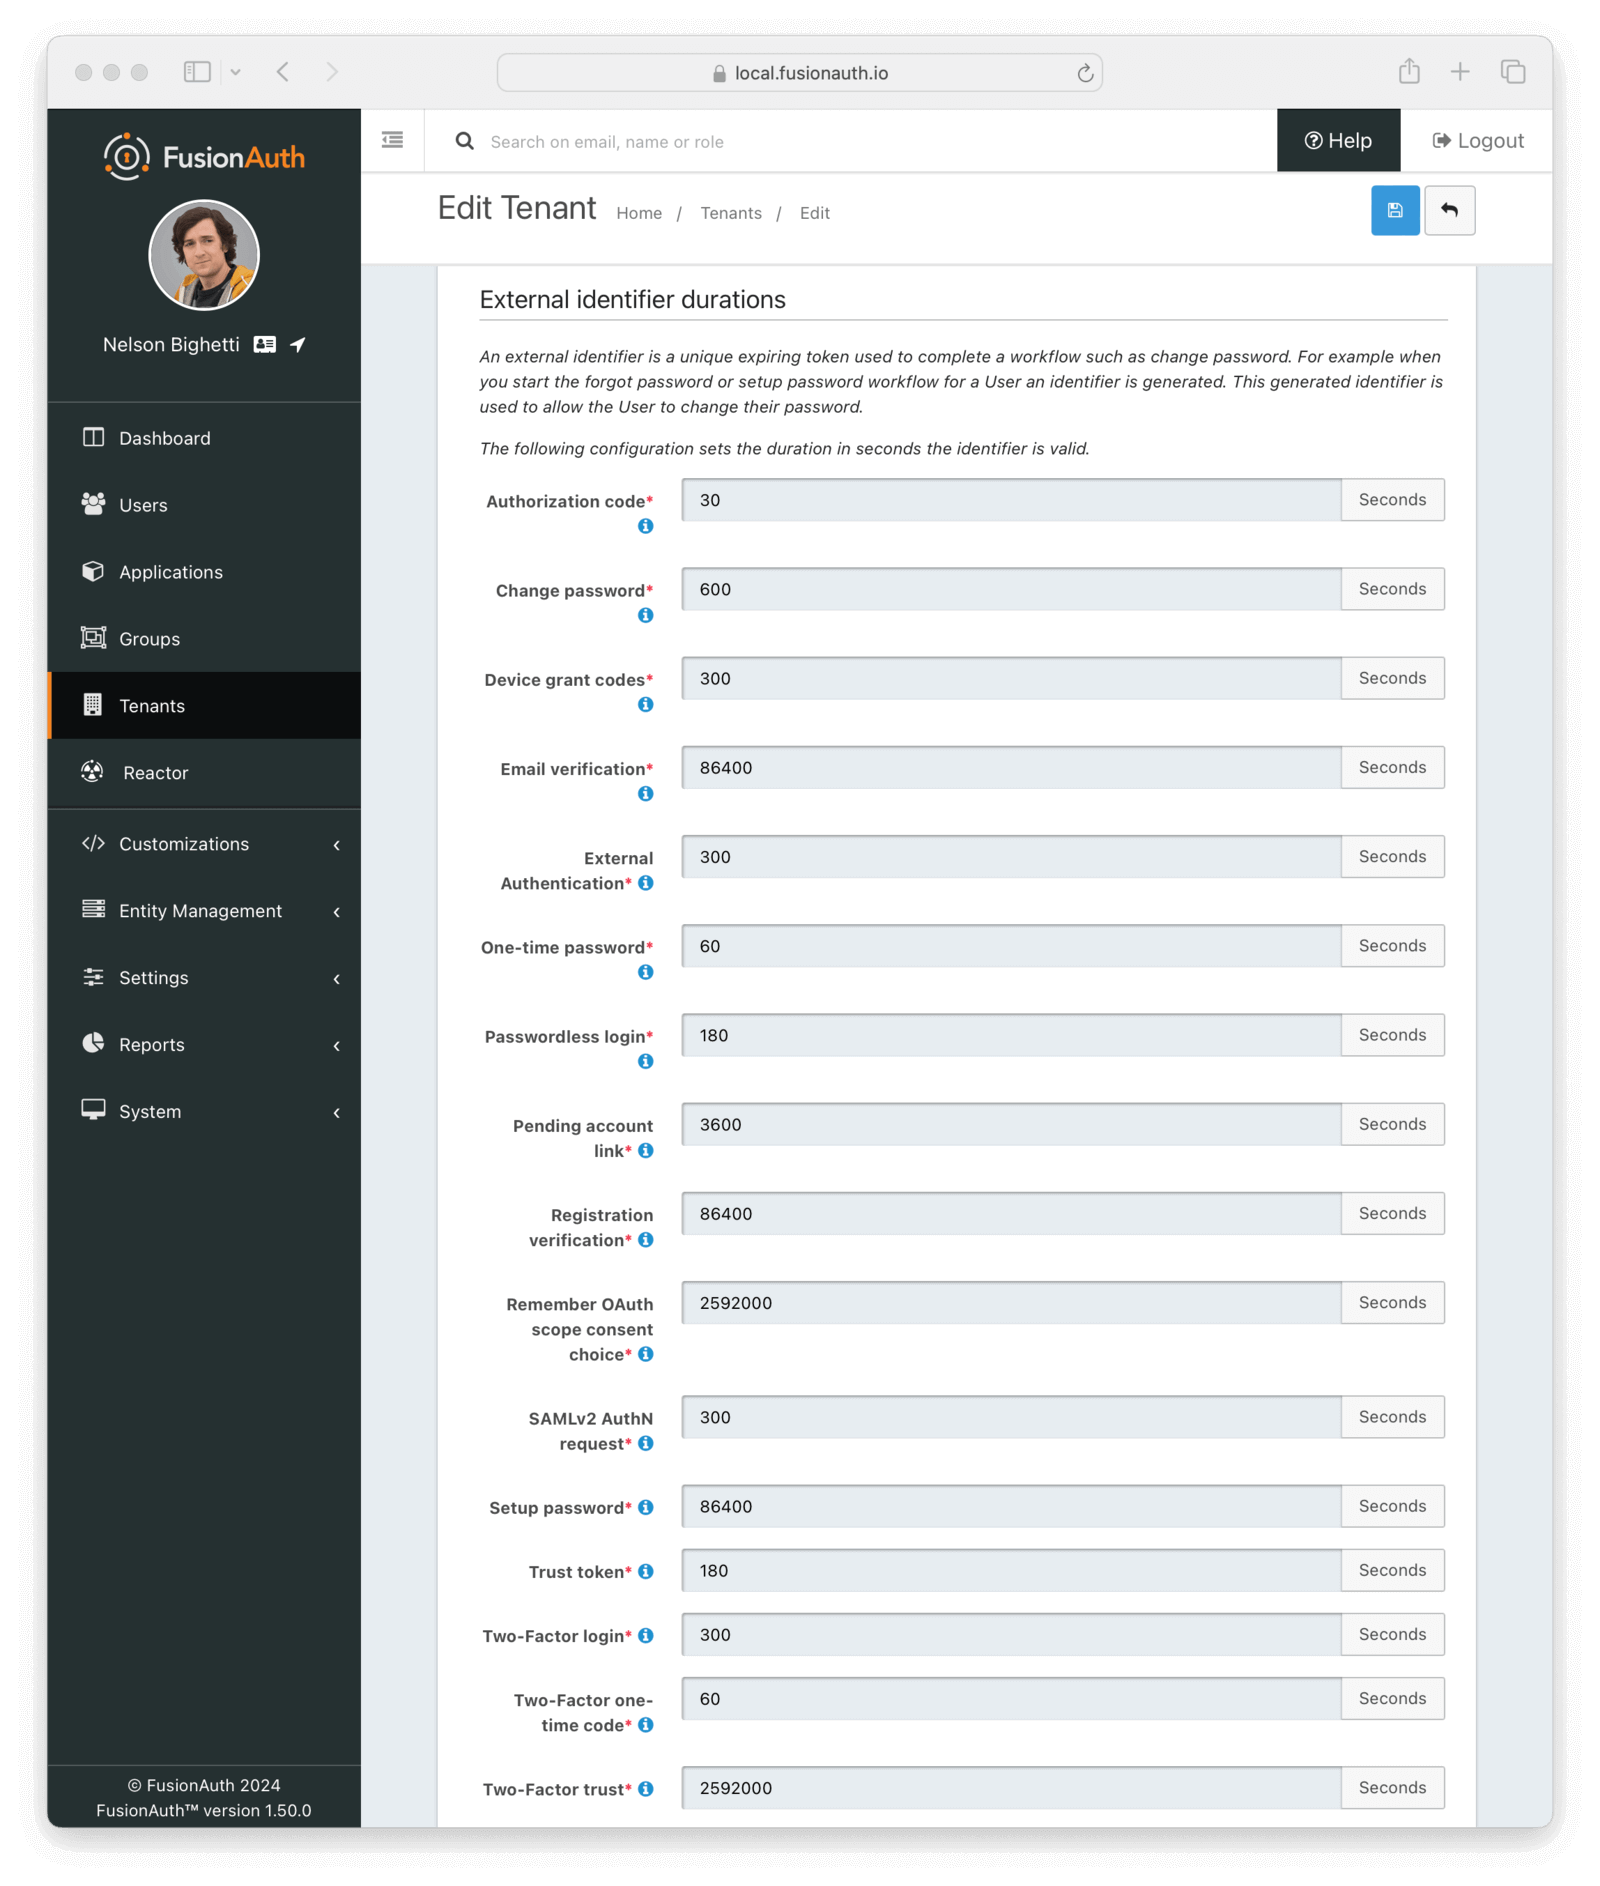 local.fusionauth.io
FusionAuth
Search on email, name or role
Help
Logout
Edit Tenant
Home / Tenants / Edit
Nelson Bighetti
Dashboard
Users
Applications
Groups
Tenants
Reactor
Customizations
Entity Management
Settings
Reports
System
© FusionAuth 2024
FusionAuth™ version 1.50.0
External identifier durations
An external identifier is a unique expiring token used to complete a workflow such as change password. For example when
you start the forgot password or setup password workflow for a User an identifier is generated. This generated identifier is
used to allow the User to change their password.
The following configuration sets the duration in seconds the identifier is valid.
Authorization code* 30 Seconds
Change password* 600 Seconds
Device grant codes* 300 Seconds
Email verification* 86400 Seconds
External 300 Seconds
Authentication*
One-time password* 60 Seconds
Passwordless login* 180 Seconds
Pending account 3600 Seconds
link*
Registration 86400 Seconds
verification*
Remember OAuth 2592000 Seconds
scope consent
choice*
SAMLv2 AuthN 300 Seconds
request*
Setup password* 86400 Seconds
Trust token* 180 Seconds
Two-Factor login* 300 Seconds
Two-Factor one- 60 Seconds
time code*
Two-Factor trust* 2592000 Seconds